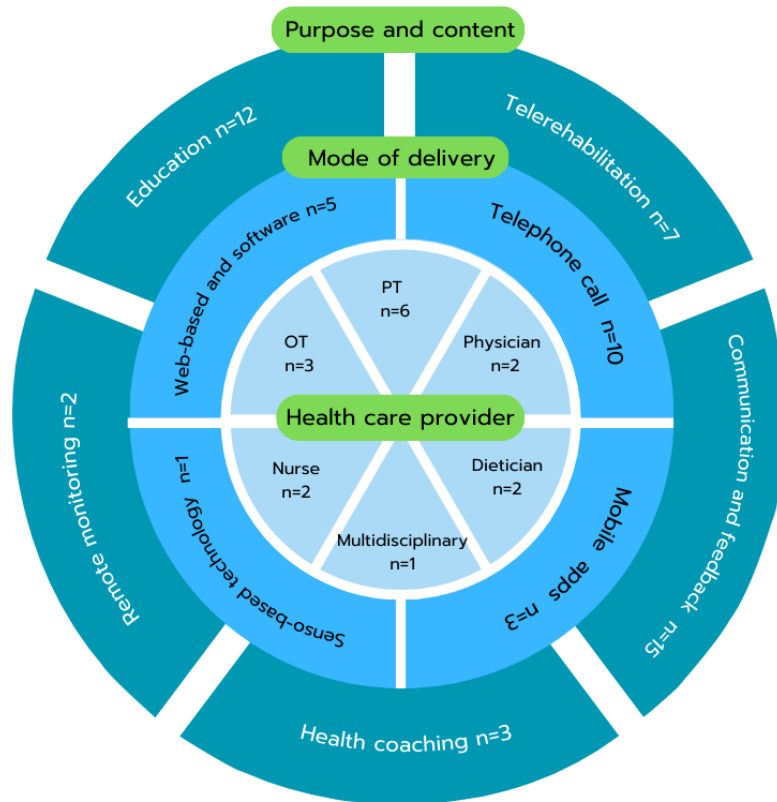 Purpose and content
Education n=12
Telerehabilitation n=7
Mode of delivery
Web-based and software n=5
Telephone call n=10
PT
n=6
OT
n=3
Physician
n=2
Health care provider
Nurse
n=2
Dietician
n=2
Multidisciplinary
n=1
Senso-based technology n=1
Mobile apps n=3
Remote monitoring n=2
Communication and feedback n=15
Health coaching n=3